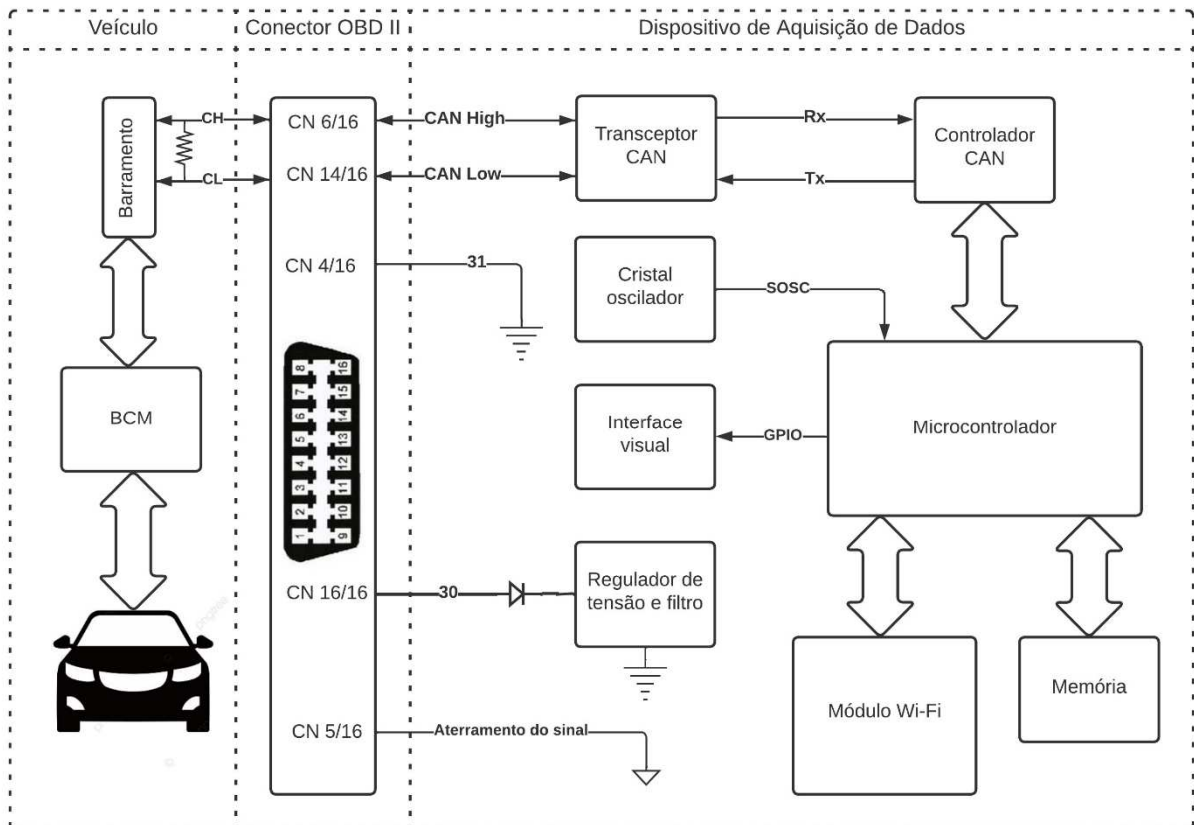 Veículo
Conector OBD II
Dispositivo de Aquisição de Dados
Barramento
CH
CL
CN 6/16
CAN High
CN 14/16
CAN Low
Transceptor
CAN
Rx
Tx
Controlador
CAN
CN 4/16
31
Cristal
oscilador
SOSC
BCM
8
7
6
5
4
3
2
1
16
15
14
13
12
11
10
9
Interface
visual
GPIO
Microcontrolador
CN 16/16
30
Regulador de
tensão e filtro
Módulo Wi-Fi
Memória
CN 5/16
Aterramento do sinal